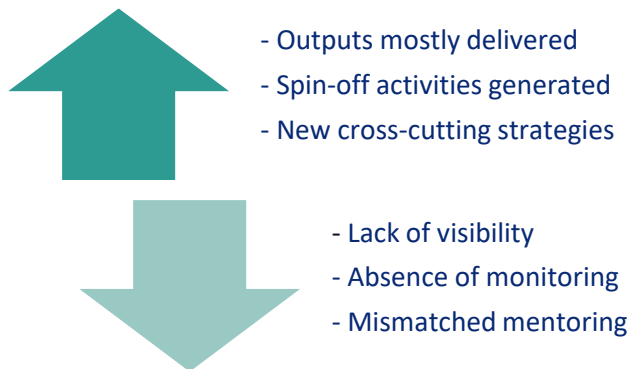 - Outputs mostly delivered
- Spin-off activities generated
- New cross-cutting strategies
- Lack of visibility
- Absence of monitoring
- Mismatched mentoring